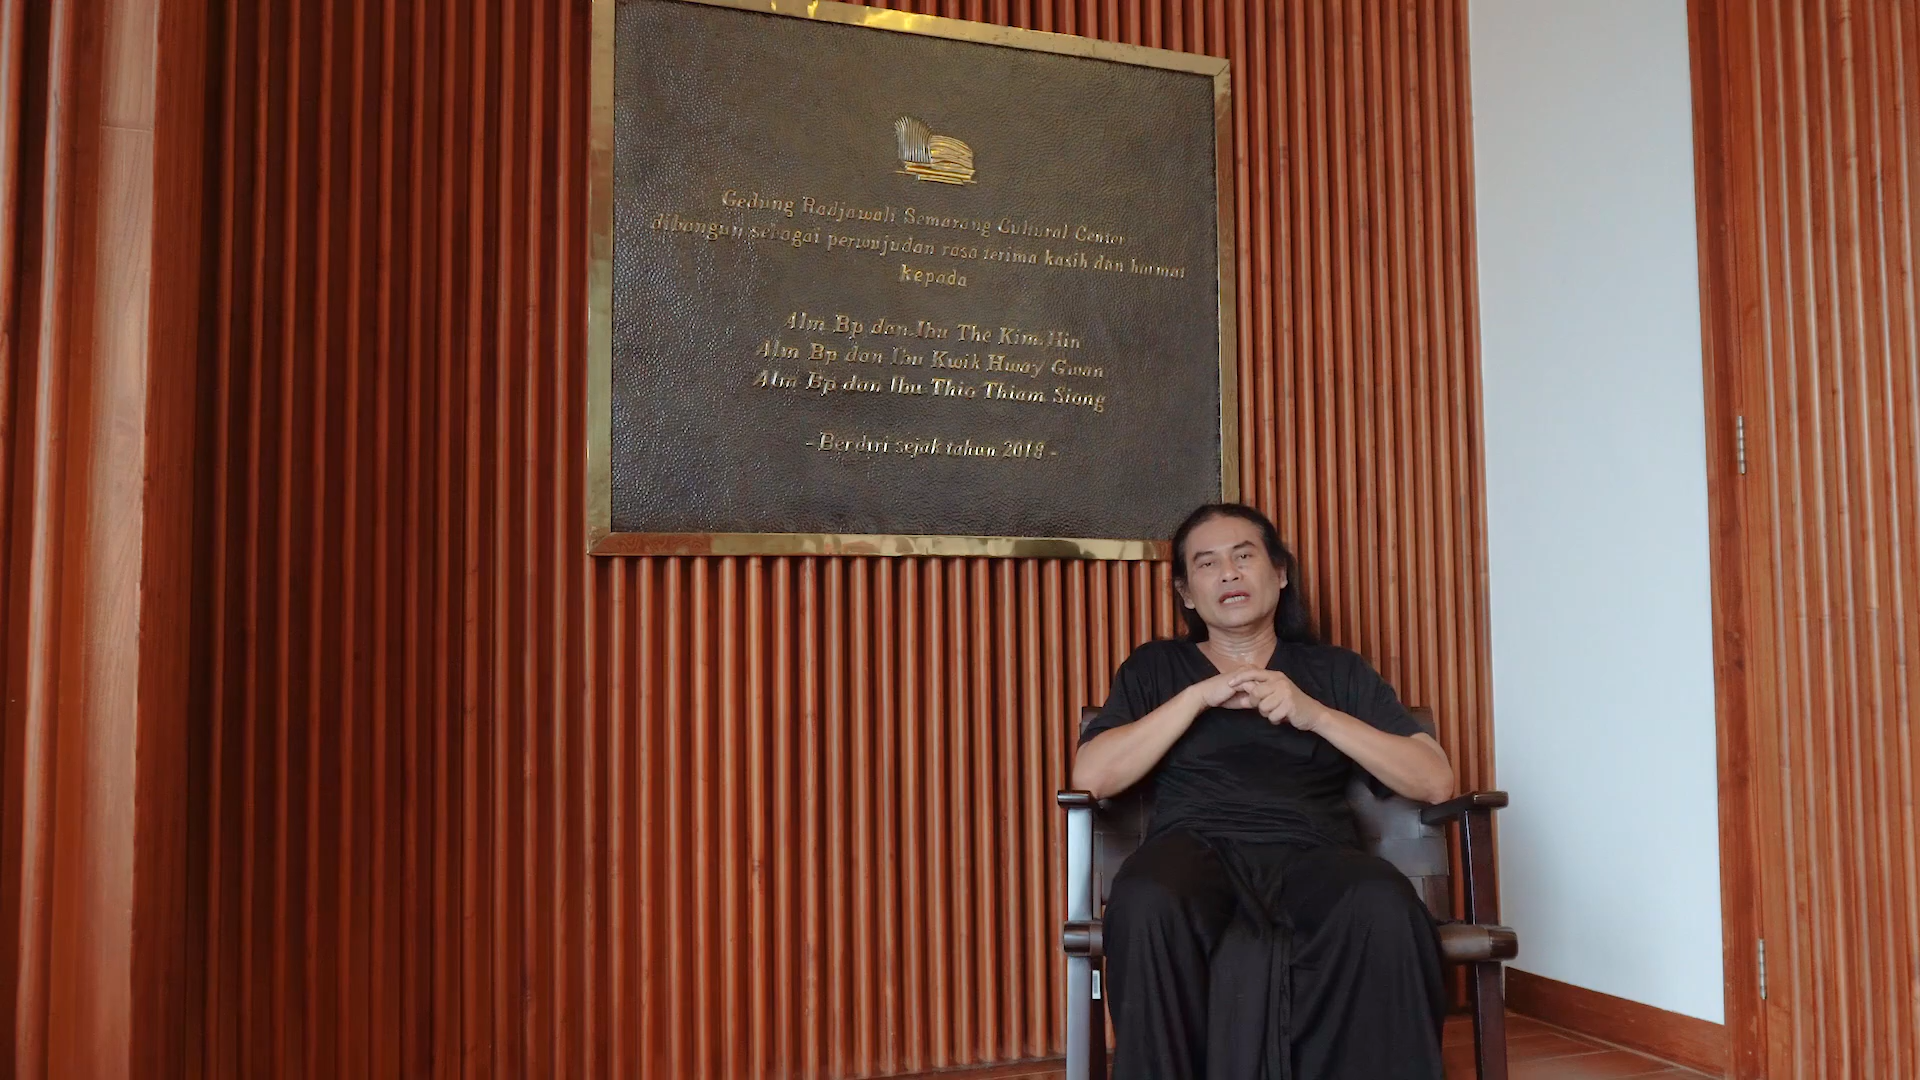 Gedung Radjawali Semarang Cultural Center
dibangun sebagai perwujudan rasa terima kasih dan hormat
kepada
Alm Bp dan Ibu The Kim Hin
Alm Bp dan Ibu Kwik Hway Gwan
Alm Bp dan Ibu Thio Thiam Siong
- Berdiri sejak tahun 2018 -